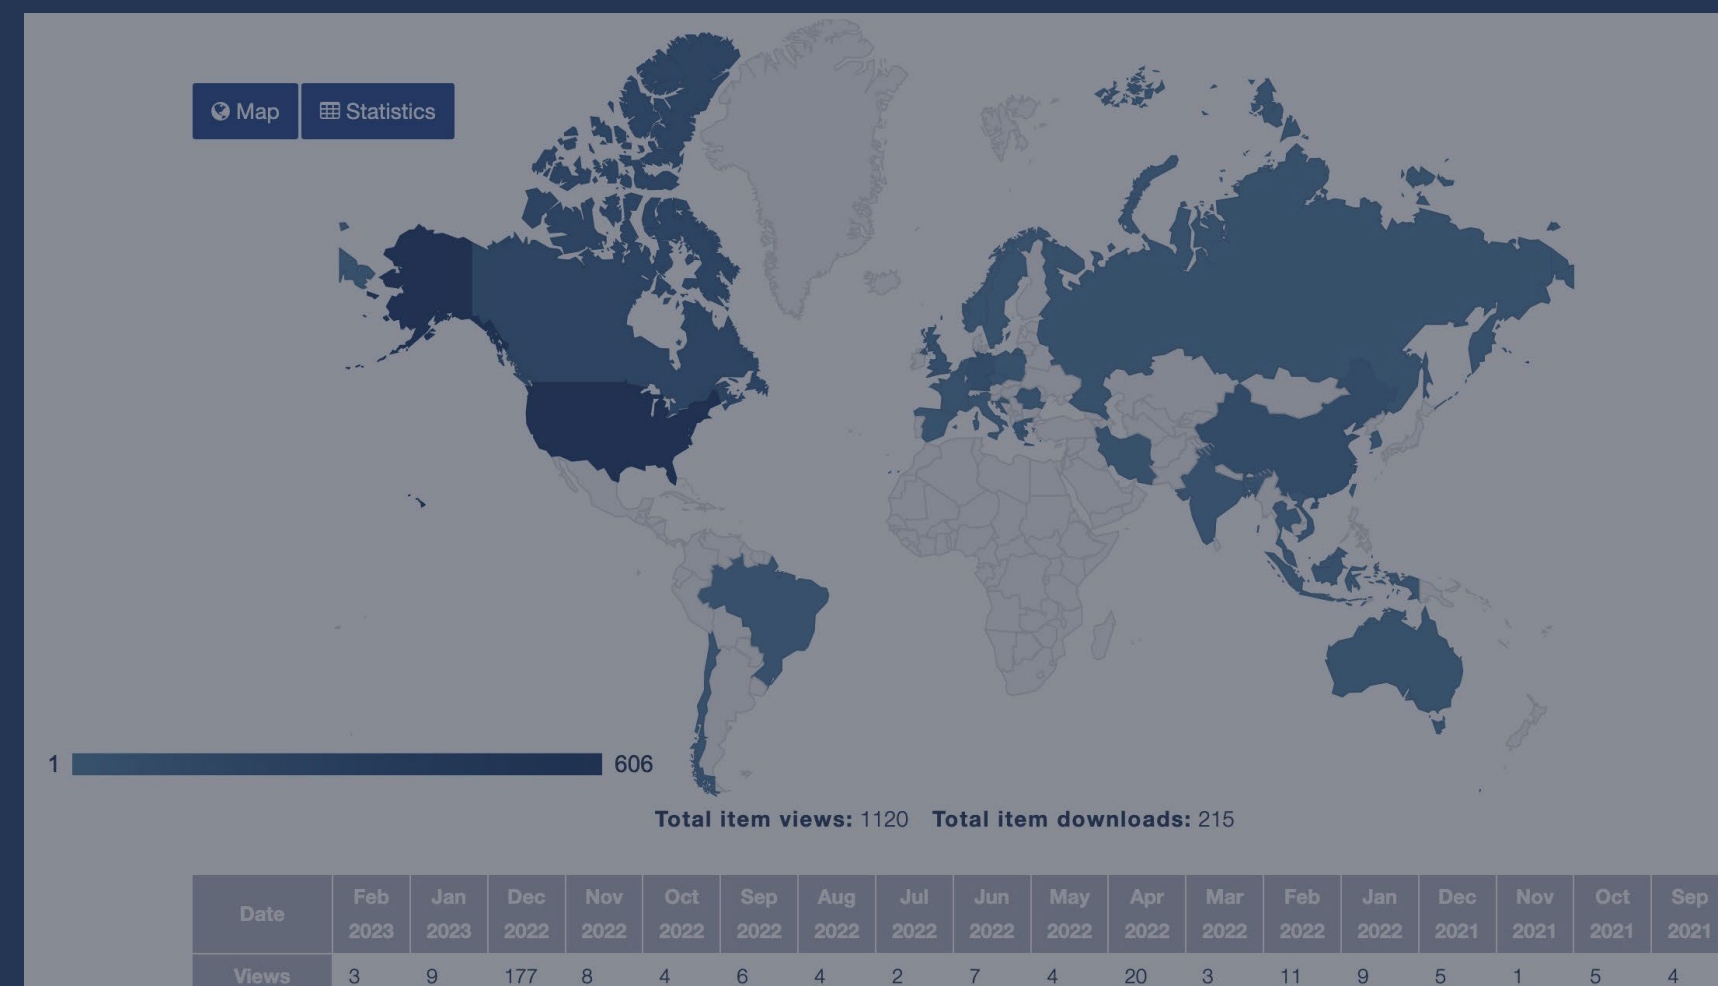 Map Statistics
1 606
Total item views: 1120 Total item downloads: 215
Date Feb 2023 Jan 2023 Dec 2022 Nov 2022 Oct 2022 Sep 2022 Aug 2022 Jul 2022 Jun 2022 May 2022 Apr 2022 Mar 2022 Feb 2022 Jan 2022 Dec 2021 Nov 2021 Oct 2021 Sep 2021
Views 3 9 177 8 4 6 4 2 7 4 20 3 11 9 5 1 5 4